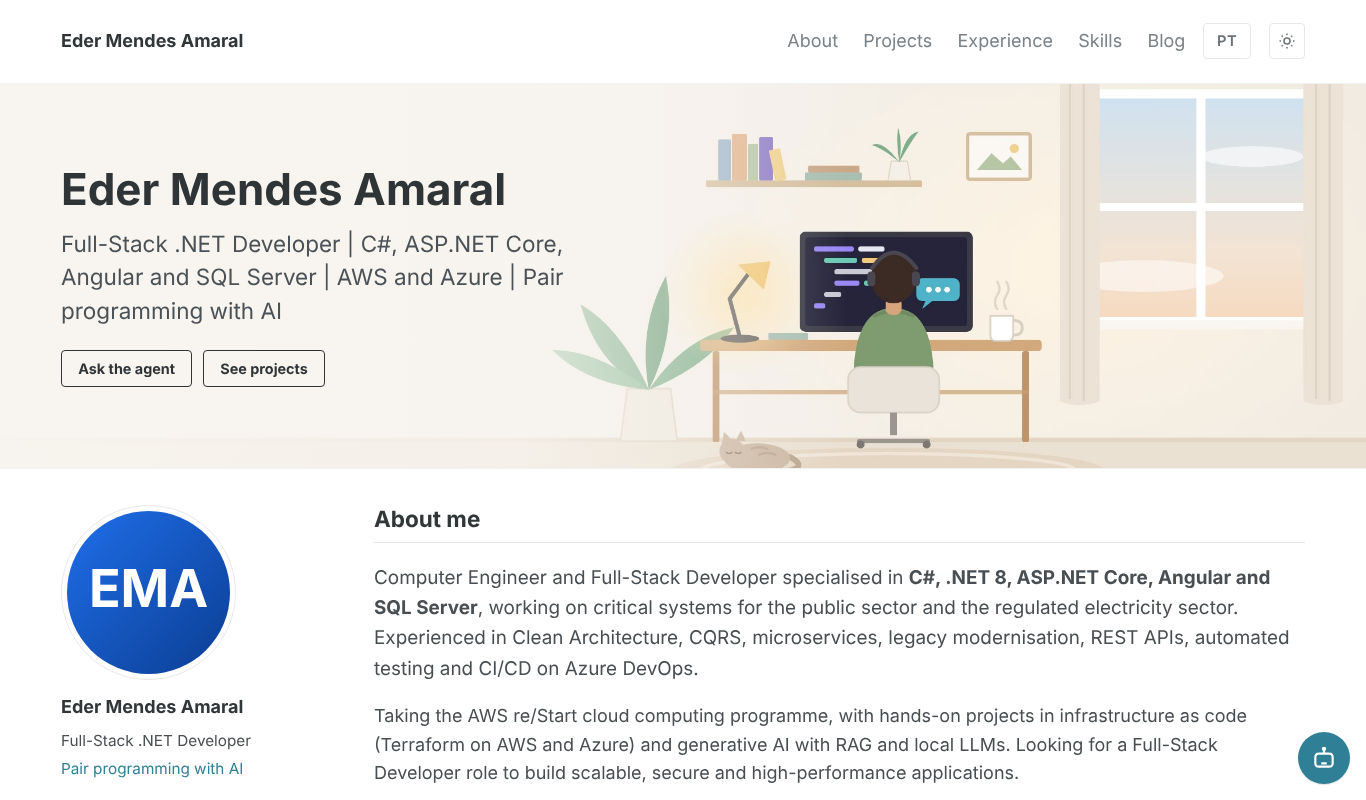 Eder Mendes Amaral
About Projects Experience Skills Blog PT
Eder Mendes Amaral
Full-Stack .NET Developer | C#, ASP.NET Core,
Angular and SQL Server | AWS and Azure | Pair
programming with AI
Ask the agent See projects
EMA
Eder Mendes Amaral
Full-Stack .NET Developer
Pair programming with AI
About me
Computer Engineer and Full-Stack Developer specialised in C#, .NET 8, ASP.NET Core, Angular and
SQL Server, working on critical systems for the public sector and the regulated electricity sector.
Experienced in Clean Architecture, CQRS, microservices, legacy modernisation, REST APIs, automated
testing and CI/CD on Azure DevOps.
Taking the AWS re/Start cloud computing programme, with hands-on projects in infrastructure as code
(Terraform on AWS and Azure) and generative AI with RAG and local LLMs. Looking for a Full-Stack
Developer role to build scalable, secure and high-performance applications.